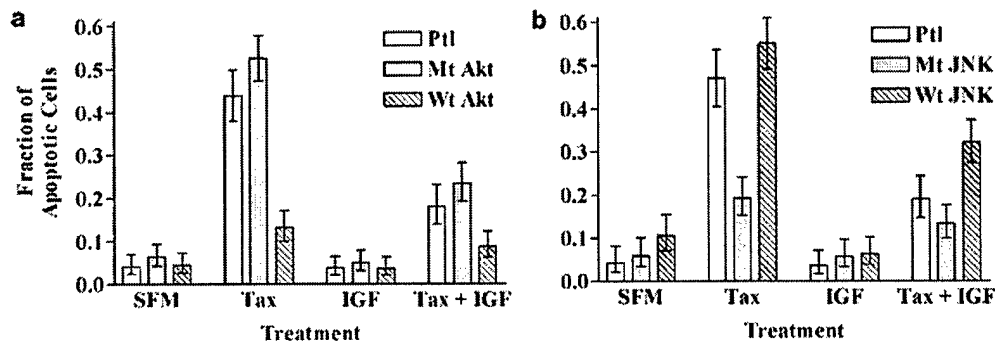 a
Fraction of
Apoptotic Cells
0.6
0.5
0.4
0.3
0.2
0.1
0.0
Ptl
Mt Akt
Wt Akt
SFM Tax IGF Tax + IGF
Treatment
b
0.6
0.5
0.4
0.3
0.2
0.1
0.0
Ptl
Mt JNK
Wt JNK
SFM Tax IGF Tax + IGF
Treatment